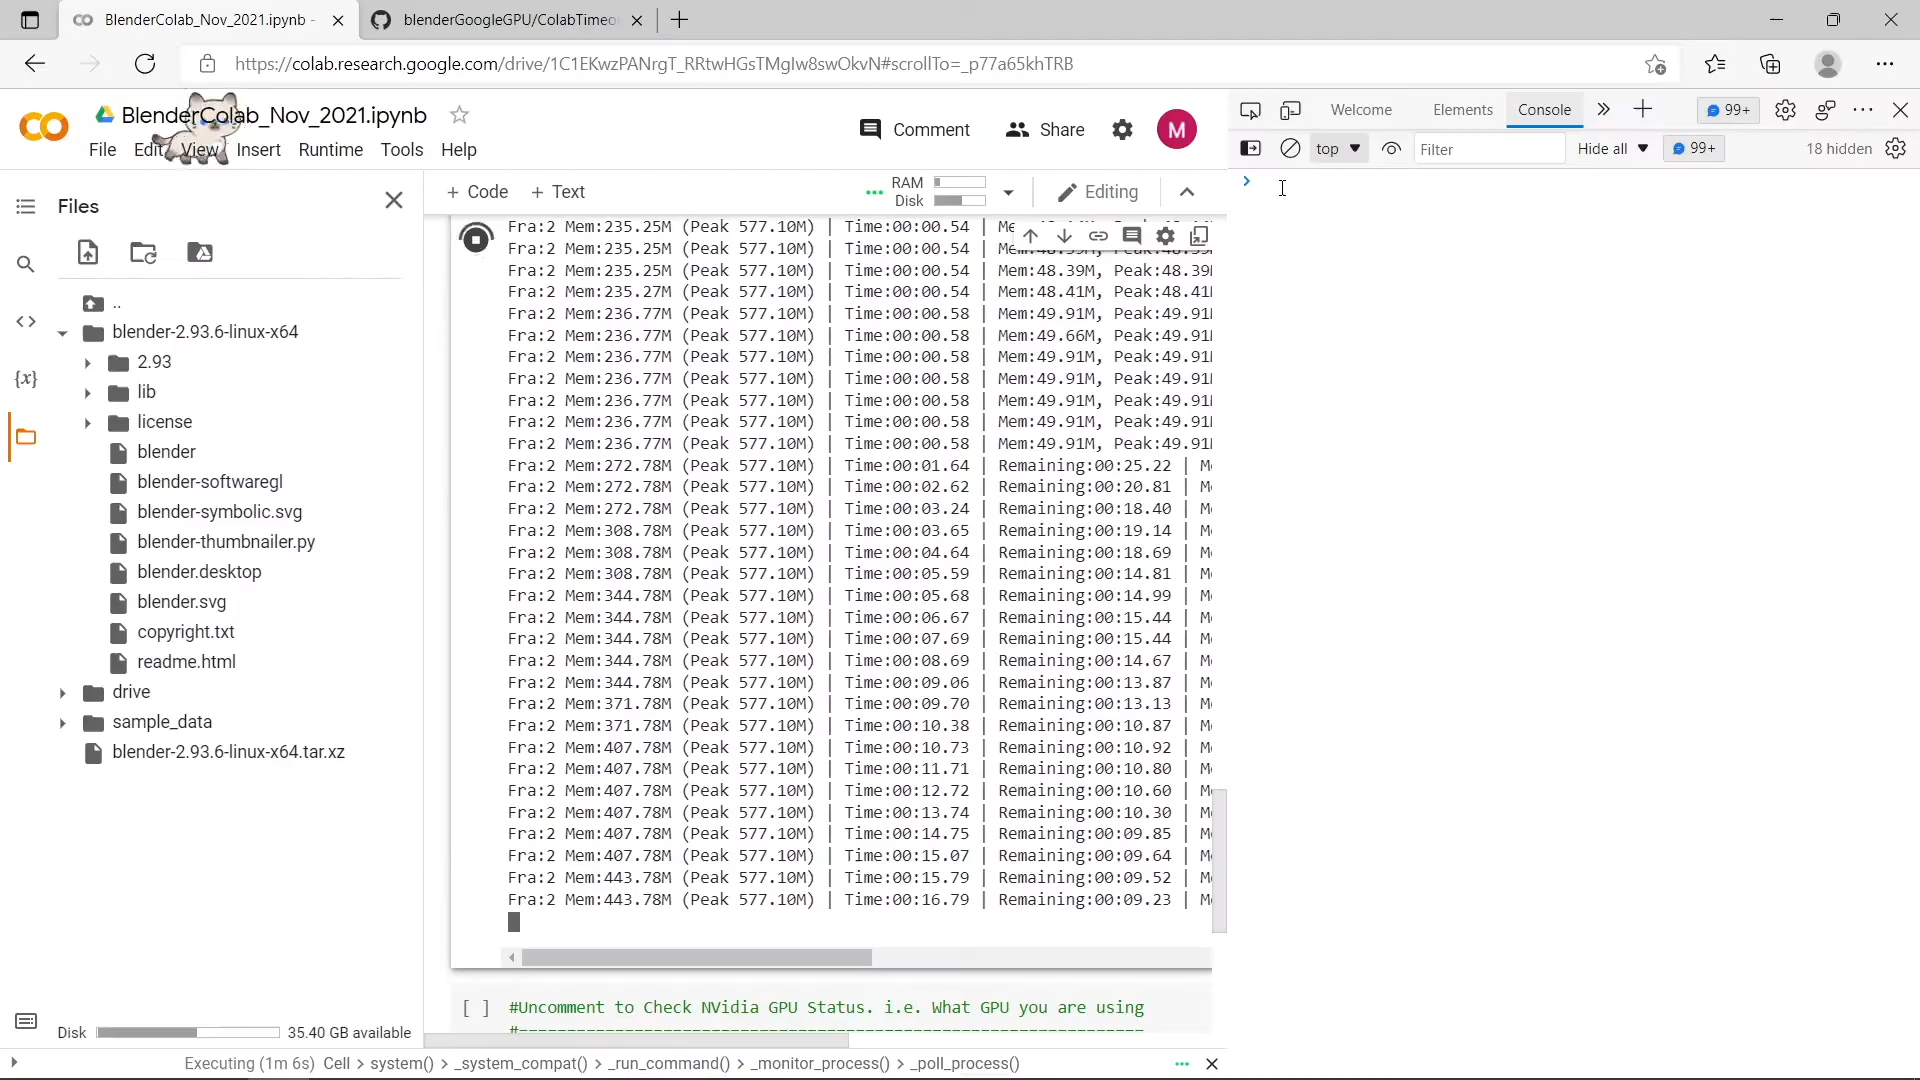 BlenderColab_Nov_2021.ipynb -
blenderGoogleGPU/ColabTimeo
https://colab.research.google.com/drive/1C1EKwzPANrgT_RRtwHGsTMgIw8swOkvN#scrollTo=_p77a65khTRB
BlenderColab_Nov_2021.ipynb
Comment
Share
M
File Edit View Insert Runtime Tools Help
Welcome
Elements
Console
99+
top
Filter
Hide all
99+
18 hidden
Files
+ Code + Text
RAM
Disk
Editing
..
blender-2.93.6-linux-x64
2.93
lib
license
blender
blender-softwaregl
blender-symbolic.svg
blender-thumbnailer.py
blender.desktop
blender.svg
copyright.txt
readme.html
drive
sample_data
blender-2.93.6-linux-x64.tar.xz
Disk 35.40 GB available
Fra:2 Mem:235.25M (Peak 577.10M) | Time:00:00.54 | Me
Fra:2 Mem:235.25M (Peak 577.10M) | Time:00:00.54 |
Fra:2 Mem:235.25M (Peak 577.10M) | Time:00:00.54 | Mem:48.39M, Peak:48.39
Fra:2 Mem:235.27M (Peak 577.10M) | Time:00:00.54 | Mem:48.41M, Peak:48.41
Fra:2 Mem:236.77M (Peak 577.10M) | Time:00:00.58 | Mem:49.91M, Peak:49.91
Fra:2 Mem:236.77M (Peak 577.10M) | Time:00:00.58 | Mem:49.66M, Peak:49.91
Fra:2 Mem:236.77M (Peak 577.10M) | Time:00:00.58 | Mem:49.91M, Peak:49.91
Fra:2 Mem:236.77M (Peak 577.10M) | Time:00:00.58 | Mem:49.91M, Peak:49.91
Fra:2 Mem:236.77M (Peak 577.10M) | Time:00:00.58 | Mem:49.91M, Peak:49.91
Fra:2 Mem:236.77M (Peak 577.10M) | Time:00:00.58 | Mem:49.91M, Peak:49.91
Fra:2 Mem:236.77M (Peak 577.10M) | Time:00:00.58 | Mem:49.91M, Peak:49.91
Fra:2 Mem:272.78M (Peak 577.10M) | Time:00:01.64 | Remaining:00:25.22 | M
Fra:2 Mem:272.78M (Peak 577.10M) | Time:00:02.62 | Remaining:00:20.81 | M
Fra:2 Mem:272.78M (Peak 577.10M) | Time:00:03.24 | Remaining:00:18.40 | M
Fra:2 Mem:308.78M (Peak 577.10M) | Time:00:03.65 | Remaining:00:19.14 | M
Fra:2 Mem:308.78M (Peak 577.10M) | Time:00:04.64 | Remaining:00:18.69 | M
Fra:2 Mem:308.78M (Peak 577.10M) | Time:00:05.59 | Remaining:00:14.81 | M
Fra:2 Mem:344.78M (Peak 577.10M) | Time:00:05.68 | Remaining:00:14.99 | M
Fra:2 Mem:344.78M (Peak 577.10M) | Time:00:06.67 | Remaining:00:15.44 | M
Fra:2 Mem:344.78M (Peak 577.10M) | Time:00:07.69 | Remaining:00:15.44 | M
Fra:2 Mem:344.78M (Peak 577.10M) | Time:00:08.69 | Remaining:00:14.67 | M
Fra:2 Mem:344.78M (Peak 577.10M) | Time:00:09.06 | Remaining:00:13.87 | M
Fra:2 Mem:371.78M (Peak 577.10M) | Time:00:09.70 | Remaining:00:13.13 | M
Fra:2 Mem:371.78M (Peak 577.10M) | Time:00:10.38 | Remaining:00:10.87 | M
Fra:2 Mem:407.78M (Peak 577.10M) | Time:00:10.73 | Remaining:00:10.92 | M
Fra:2 Mem:407.78M (Peak 577.10M) | Time:00:11.71 | Remaining:00:10.80 | M
Fra:2 Mem:407.78M (Peak 577.10M) | Time:00:12.72 | Remaining:00:10.60 | M
Fra:2 Mem:407.78M (Peak 577.10M) | Time:00:13.74 | Remaining:00:10.30 | M
Fra:2 Mem:407.78M (Peak 577.10M) | Time:00:14.75 | Remaining:00:09.85 | M
Fra:2 Mem:407.78M (Peak 577.10M) | Time:00:15.07 | Remaining:00:09.64 | M
Fra:2 Mem:443.78M (Peak 577.10M) | Time:00:15.79 | Remaining:00:09.52 | M
Fra:2 Mem:443.78M (Peak 577.10M) | Time:00:16.79 | Remaining:00:09.23 | M
[ ] #Uncomment to Check NVidia GPU Status. i.e. What GPU you are using
Executing (1m 6s) Cell > system() > _system_compat() > _run_command() > _monitor_process() > _poll_process()